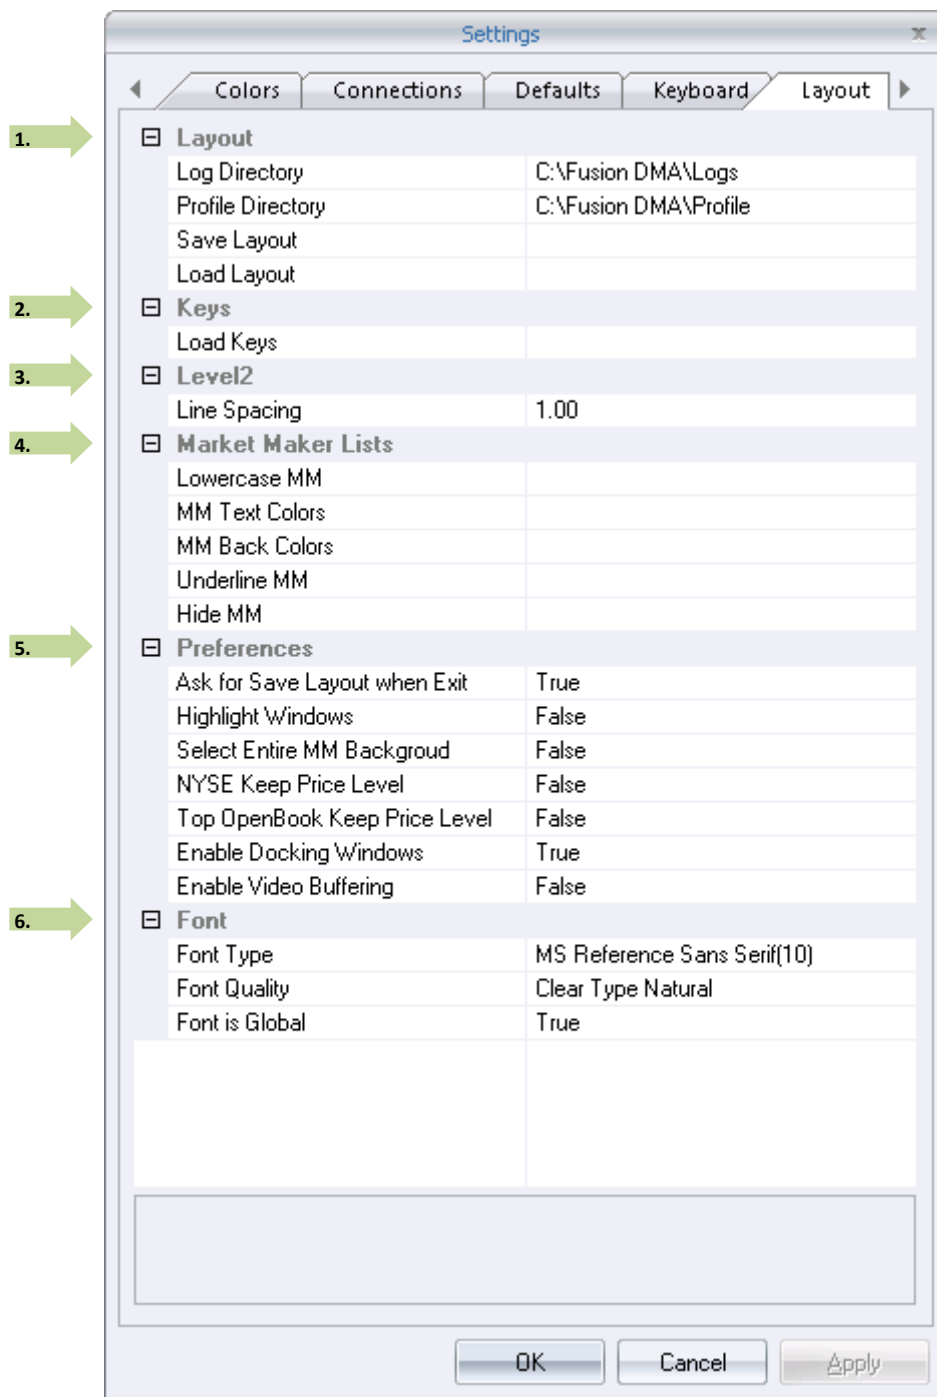 Settings
x
Colors Connections Defaults Keyboard Layout
1. Layout
Log Directory C:\Fusion DMA\Logs
Profile Directory C:\Fusion DMA\Profile
Save Layout
Load Layout
2. Keys
Load Keys
3. Level2
Line Spacing 1.00
4. Market Maker Lists
Lowercase MM
MM Text Colors
MM Back Colors
Underline MM
Hide MM
5. Preferences
Ask for Save Layout when Exit True
Highlight Windows False
Select Entire MM Backgroud False
NYSE Keep Price Level False
Top OpenBook Keep Price Level False
Enable Docking Windows True
Enable Video Buffering False
6. Font
Font Type MS Reference Sans Serif(10)
Font Quality Clear Type Natural
Font is Global True
OK Cancel Apply